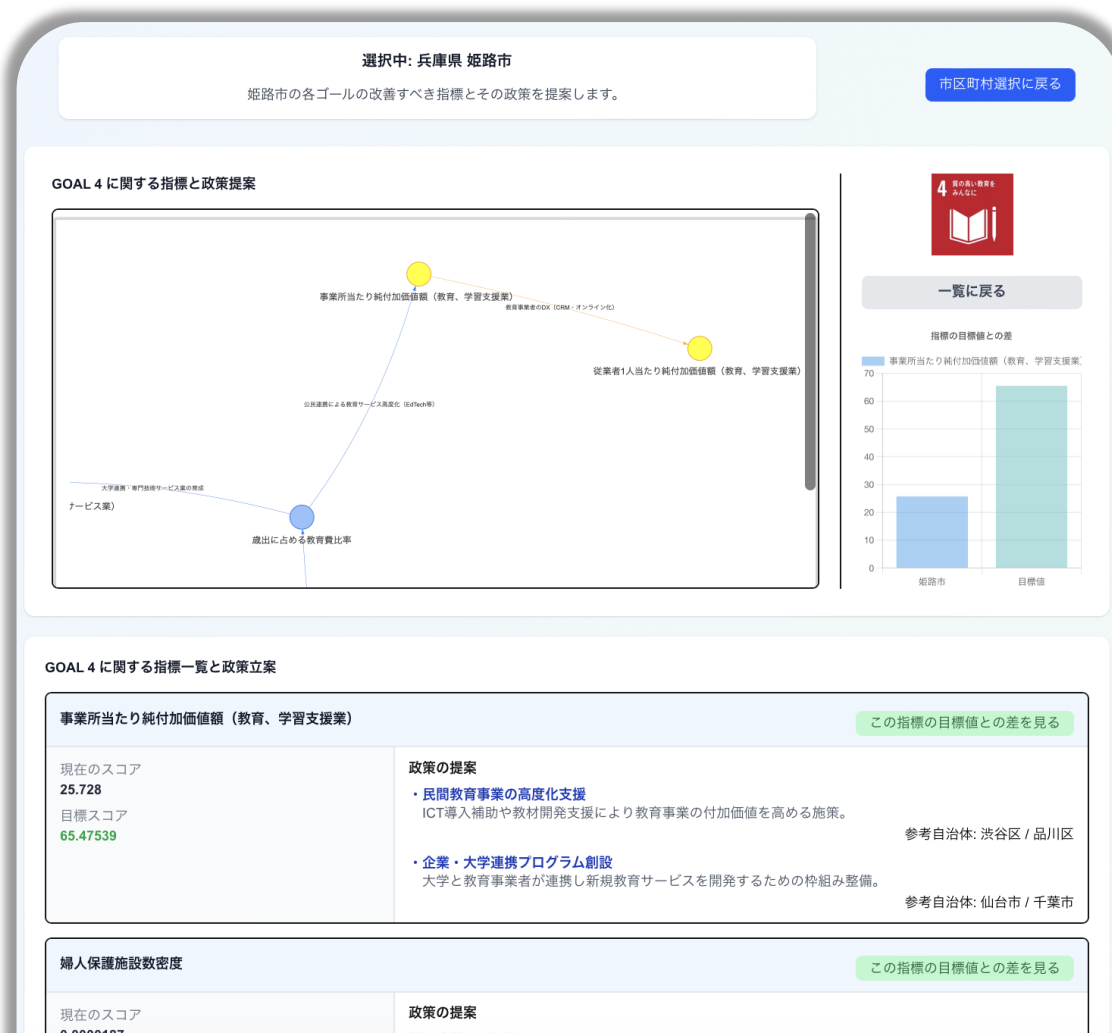 選択中: 兵庫県 姫路市
姫路市の各ゴールの改善すべき指標とその政策を提案します。
市区町村選択に戻る
GOAL 4 に関する指標と政策提案
事業所当たり純付加価値額（教育、学習支援業）
教育事業者のDX（CRM・オンライン化）
従業者1人当たり純付加価値額（教育、学習支援業）
公民連携による教育サービス高度化（EdTech等）
大学連携・専門技術サービス業の育成
サービス業）
歳出に占める教育費比率
4 質の高い教育を
みんなに
一覧に戻る
指標の目標値との差
事業所当たり純付加価値額（教育、学習支援業
70
60
50
40
30
20
10
0
姫路市
目標値
GOAL 4 に関する指標一覧と政策立案
事業所当たり純付加価値額（教育、学習支援業）
この指標の目標値との差を見る
現在のスコア
25.728
目標スコア
65.47539
政策の提案
・民間教育事業の高度化支援
ICT導入補助や教材開発支援により教育事業の付加価値を高める施策。
参考自治体: 渋谷区 / 品川区
・企業・大学連携プログラム創設
大学と教育事業者が連携し新規教育サービスを開発するための枠組み整備。
参考自治体: 仙台市 / 千葉市
婦人保護施設数密度
この指標の目標値との差を見る
現在のスコア
政策の提案